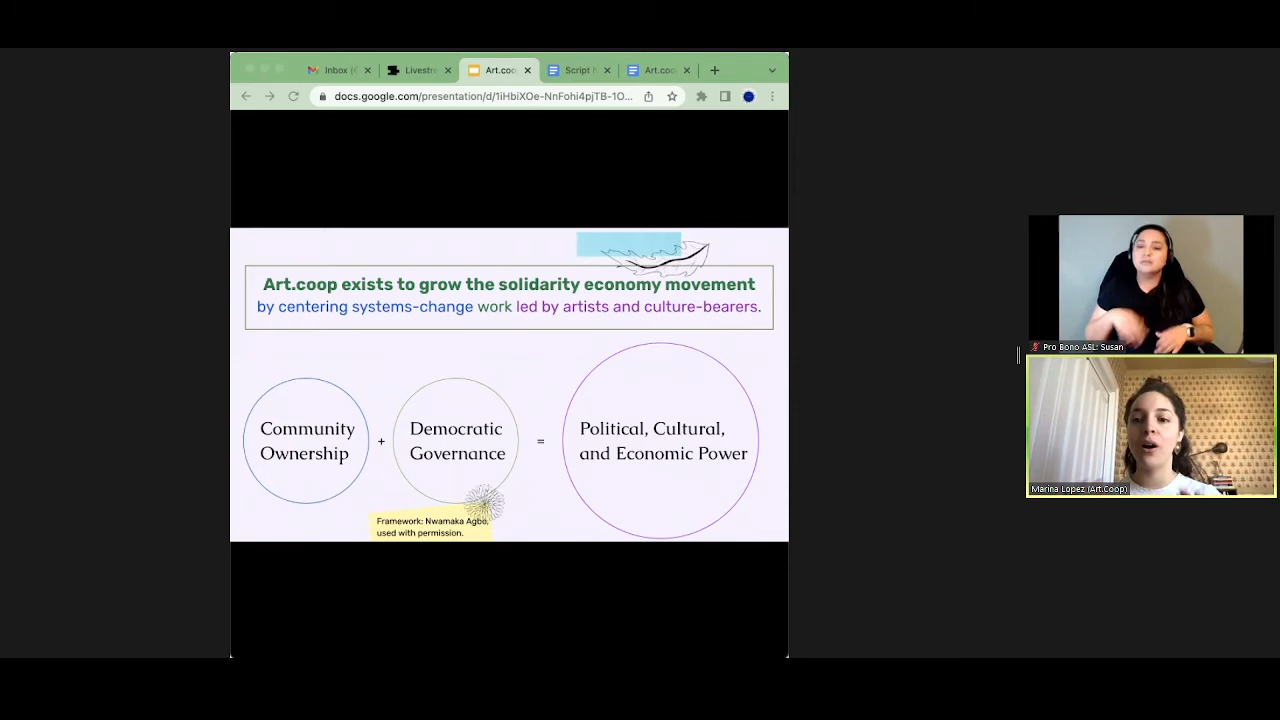 Inbox (
Livestre
Art.coo
Script f
Art.coo
docs.google.com/presentation/d/1iHbiXOe-NnFohi4pjTB-1O...
Art.coop exists to grow the solidarity economy movement
by centering systems-change work led by artists and culture-bearers.
Community
Ownership
+
Democratic
Governance
=
Political, Cultural,
and Economic Power
Framework: Nwamaka Agbo,
used with permission.
Pro Bono ASL: Susan
Marina Lopez (Art.Coop)